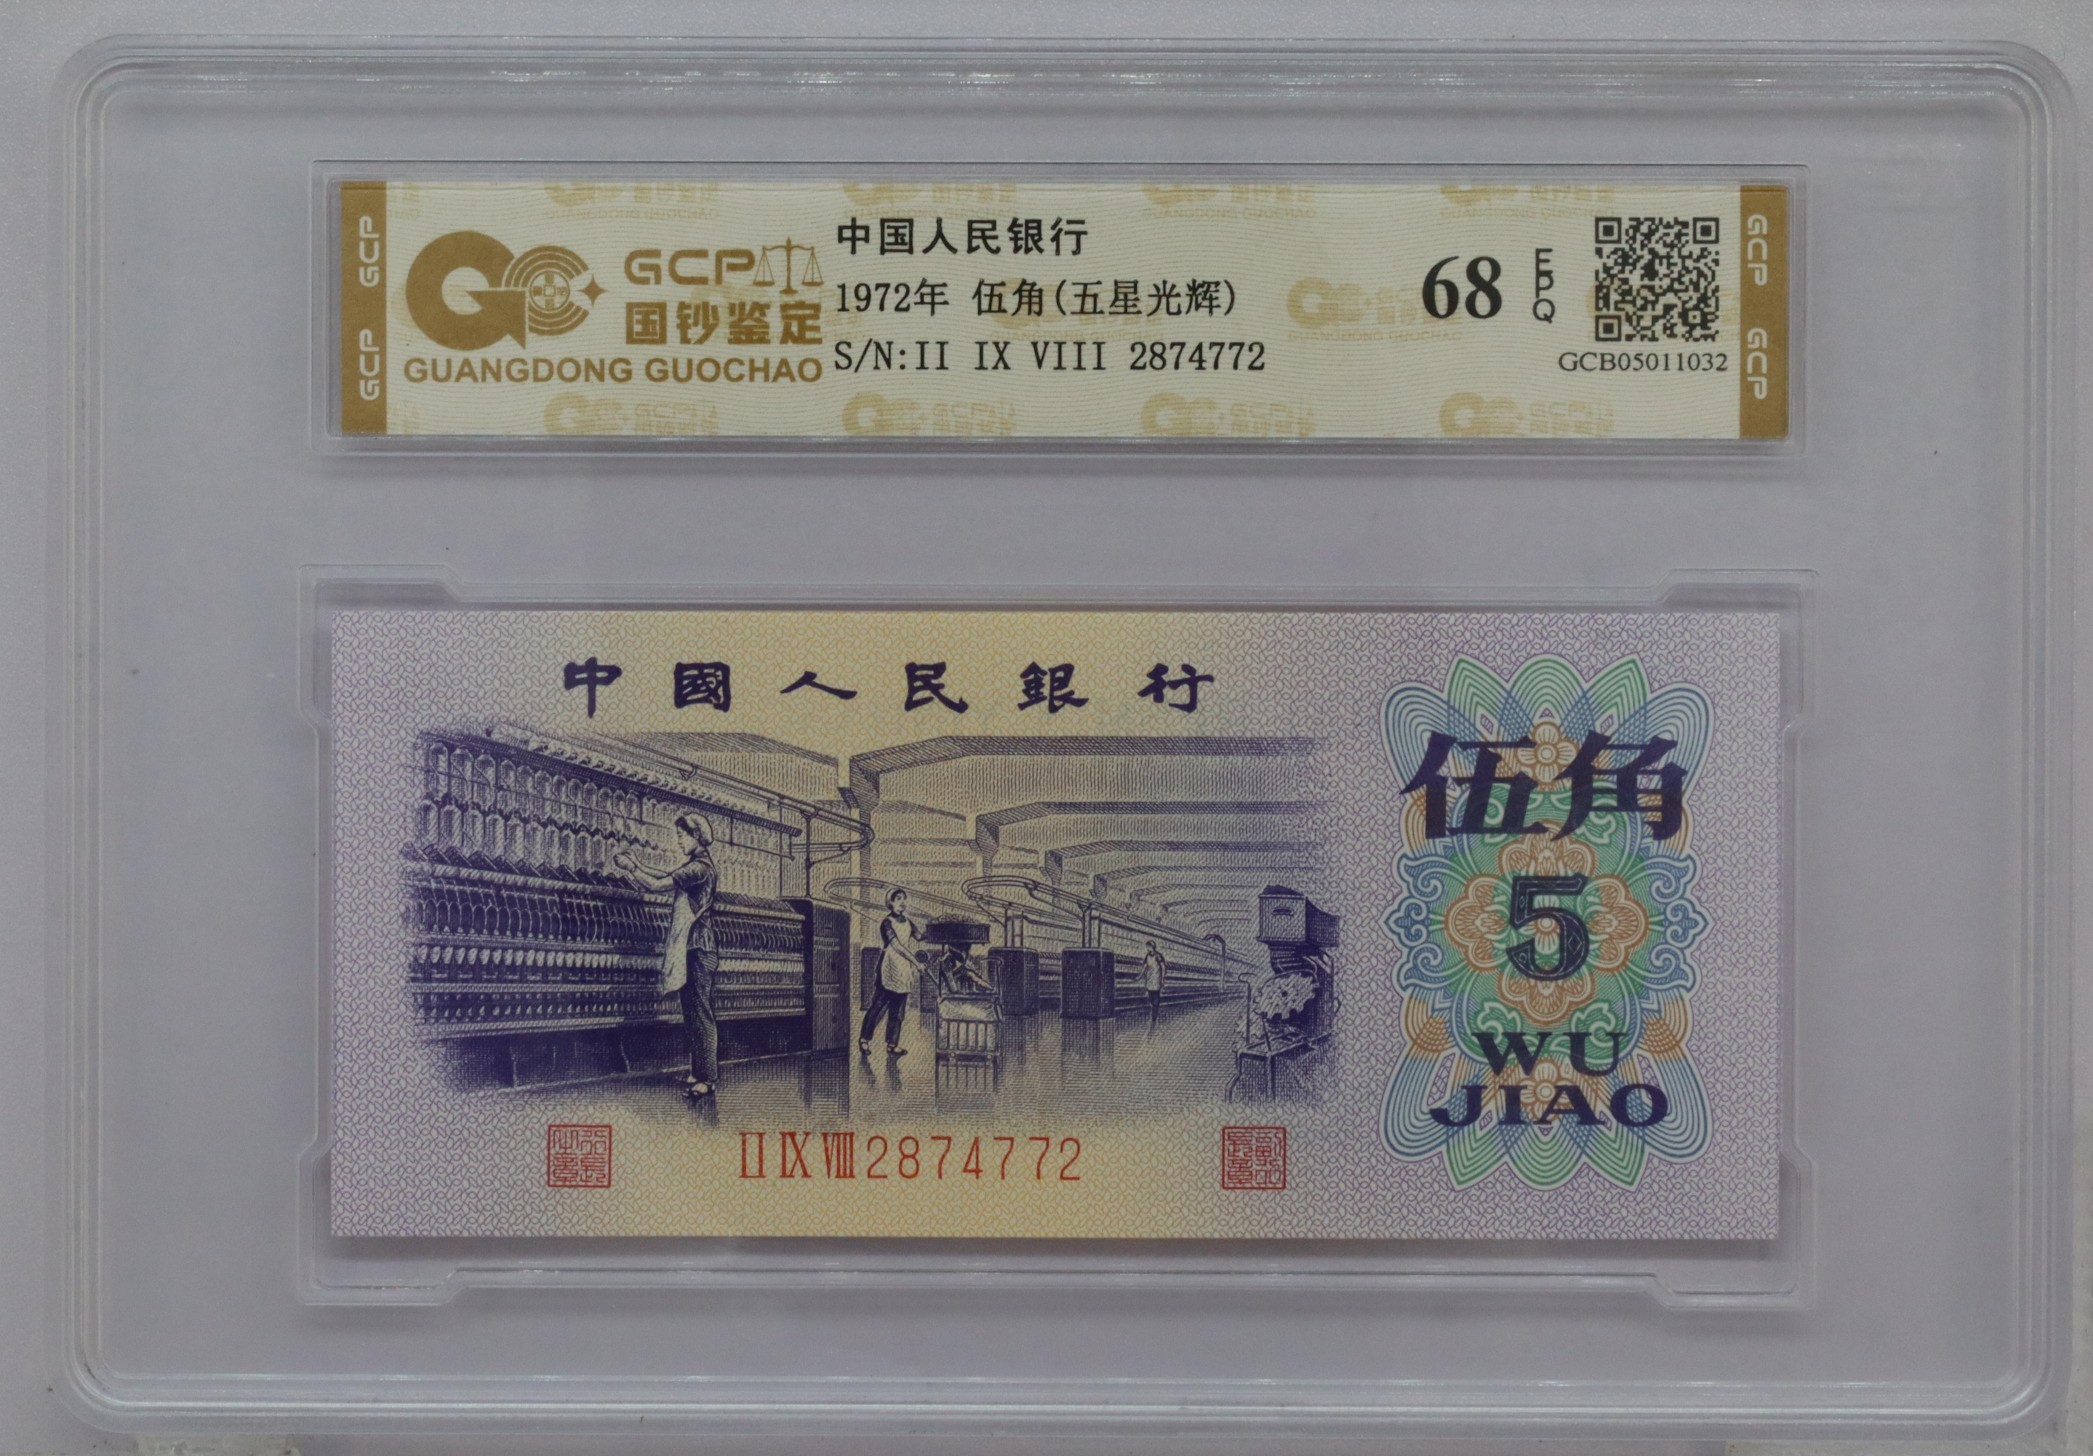 GCP
GCP
GCP
国钞鉴定
GUANGDONG GUOCHAO
中国人民银行
1972年 伍角(五星光辉)
S/N:II IX VIII 2874772
68
EPQ
GCB05011032
GCP
GCP
中國人民銀行
伍角
5
WU
JIAO
II IX VIII 2874772